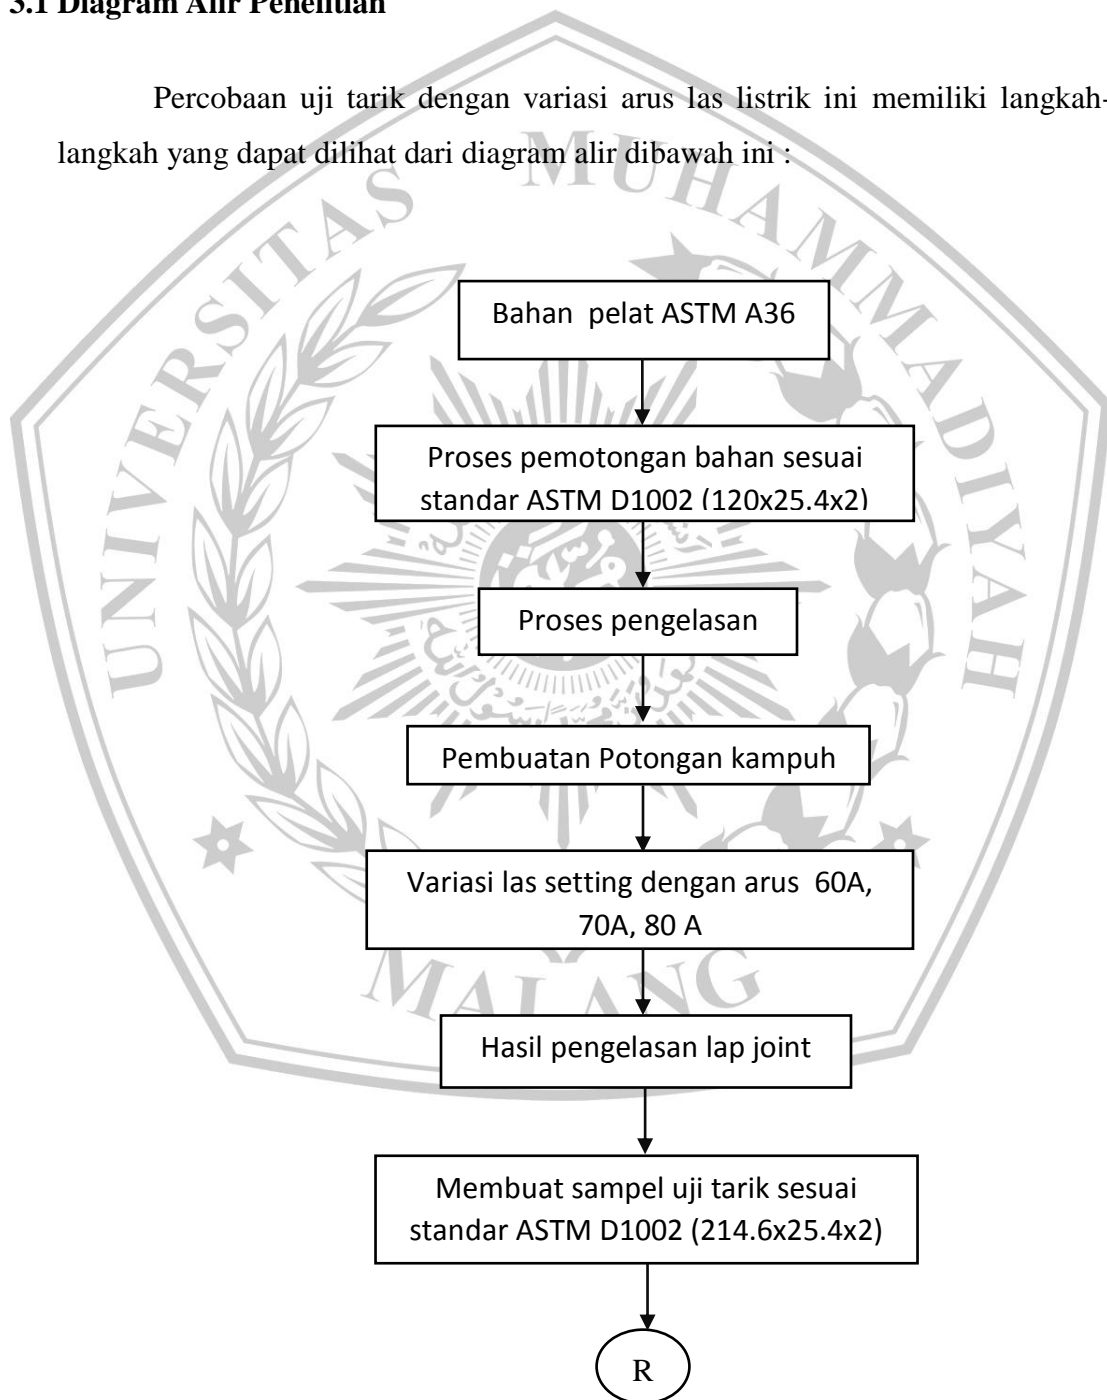 3.1 Diagram Alir Penelitian
Percobaan uji tarik dengan variasi arus las listrik ini memiliki langkah-
langkah yang dapat dilihat dari diagram alir dibawah ini :
UNIVERSITAS MUHAMMADIYAH
MALANG
Bahan pelat ASTM A36
Proses pemotongan bahan sesuai
standar ASTM D1002 (120x25.4x2)
Proses pengelasan
Pembuatan Potongan kampuh
Variasi las setting dengan arus 60A,
70A, 80 A
Hasil pengelasan lap joint
Membuat sampel uji tarik sesuai
standar ASTM D1002 (214.6x25.4x2)
R